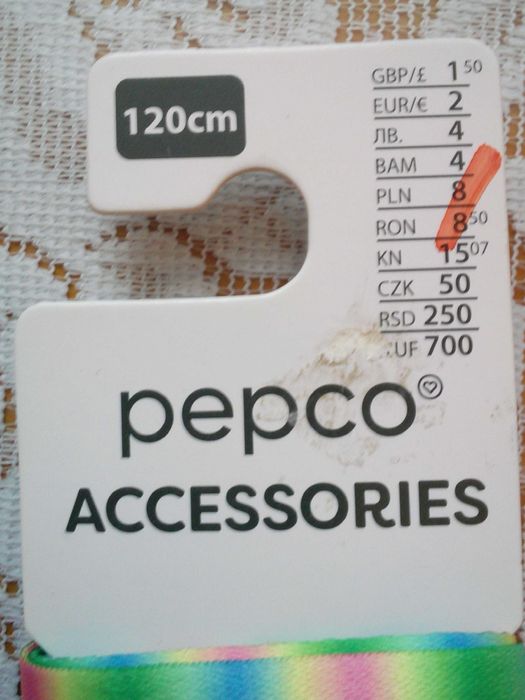 120cm
GBP/£ 1 50
EUR/€ 2
ЛВ. 4
BAM 4
PLN 8
RON 8 50
KN 15 07
CZK 50
RSD 250
UF 700
pepco
ACCESSORIES